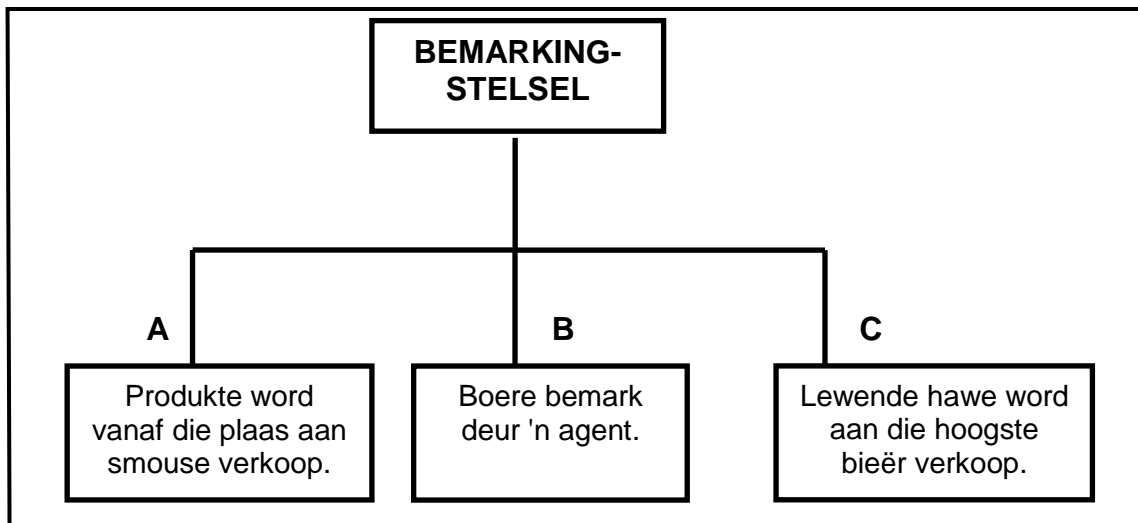 BEMARKING-
STELSEL
A
B
C
Produkte word
vanaf die plaas aan
smouse verkoop.
Boere bemark
deur 'n agent.
Lewende hawe word
aan die hoogste
bieër verkoop.